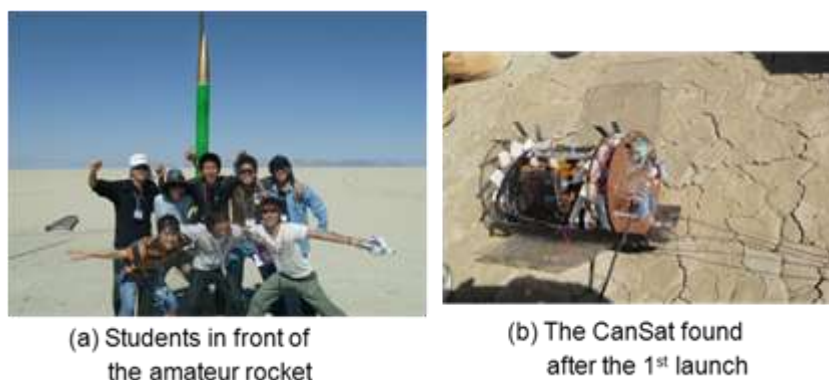 (a) Students in front of
the amateur rocket
(b) The CanSat found
after the 1st launch